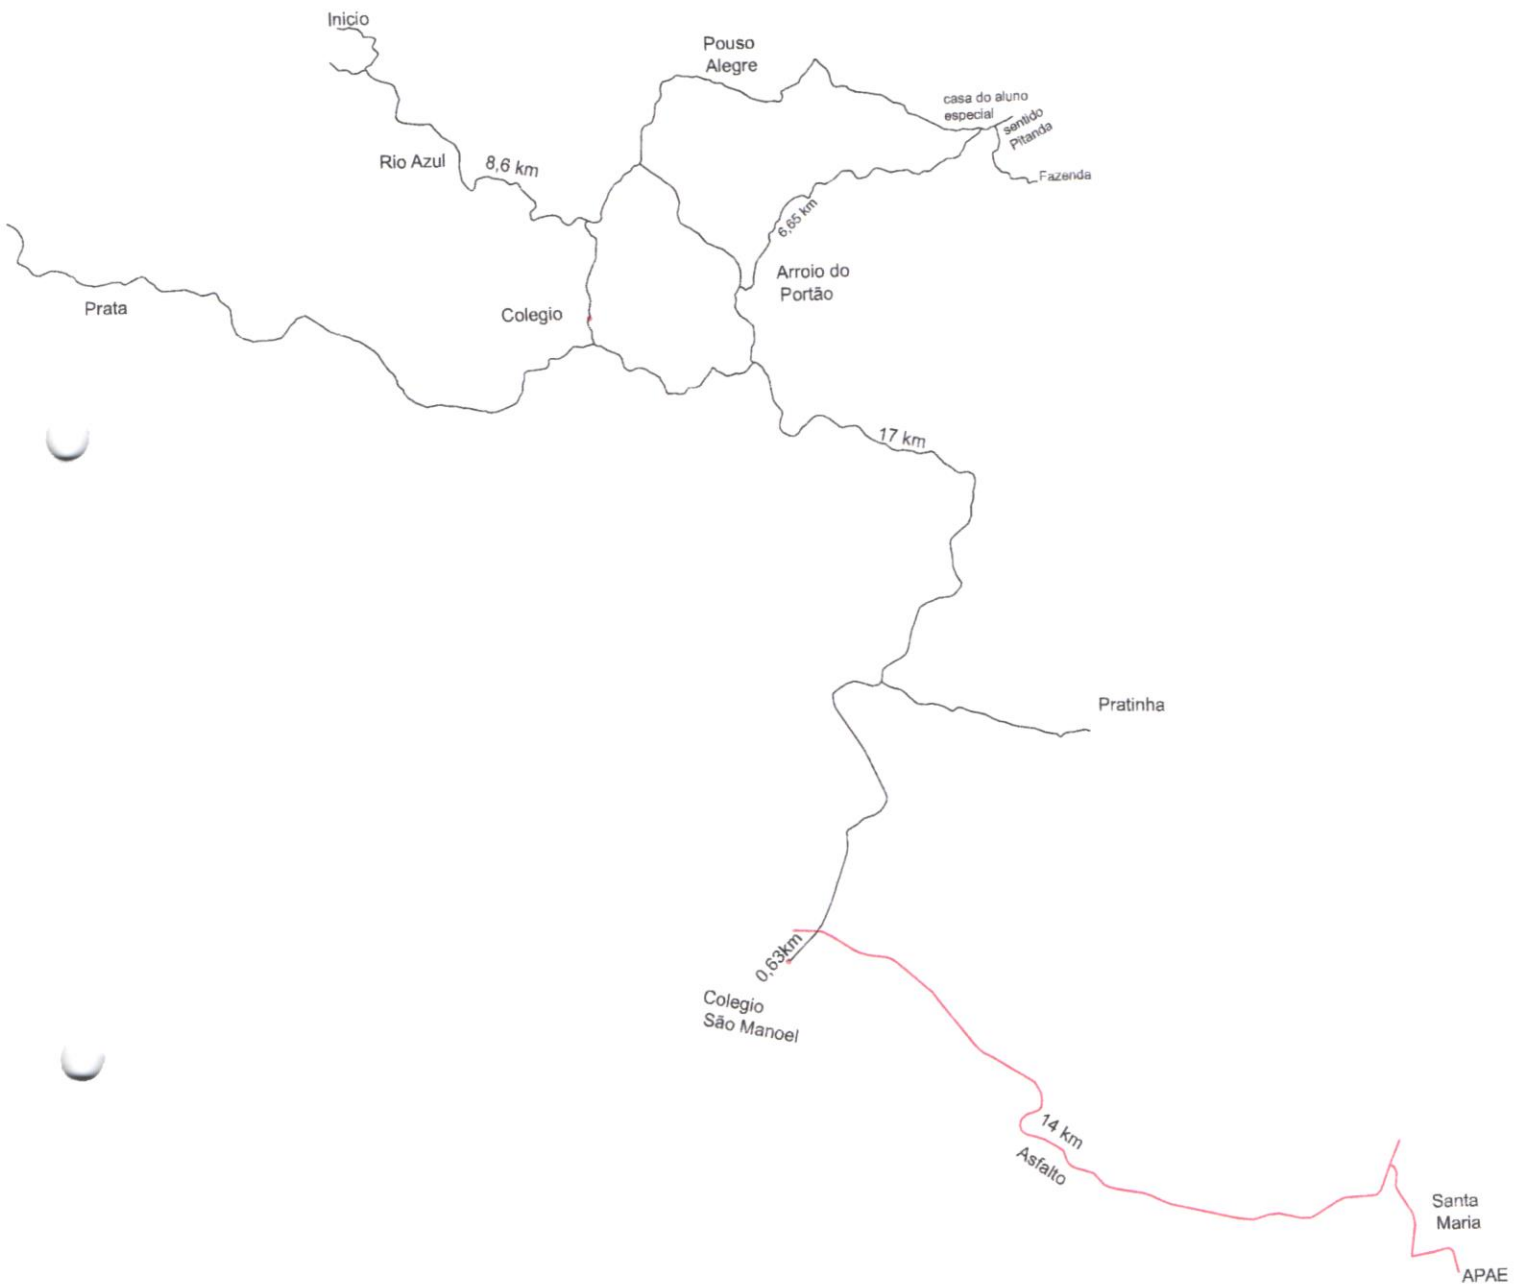 Inicio
Pouso
Alegre
casa do aluno
especial
sentido
Pitanda
Rio Azul
8,6 km
Fazenda
6,65 km
Arroio do
Portão
Prata
Colegio
17 km
Pratinha
0,63km
Colegio
São Manoel
14 km
Asfalto
Santa
Maria
APAE